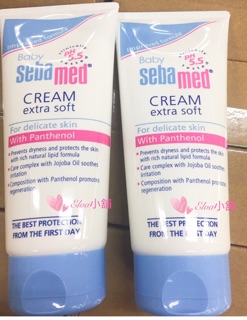 Baby
sebamed
pH 5.5
CREAM
extra soft
For delicate skin
With Panthenol
• Prevents dryness and protects the skin
with rich natural lipid formula
• Care complex with Jojoba Oil soothes
irritation
• Composition with Panthenol promotes
regeneration
THE BEST PROTECTION
FROM THE FIRST DAY
Baby
sebamed
pH 5.5
CREAM
extra soft
For delicate skin
With Panthenol
• Prevents dryness and protects the skin
with rich natural lipid formula
• Care complex with Jojoba Oil soothes
irritation
• Composition with Panthenol promotes
regeneration
THE BEST PROTECTION
FROM THE FIRST DAY